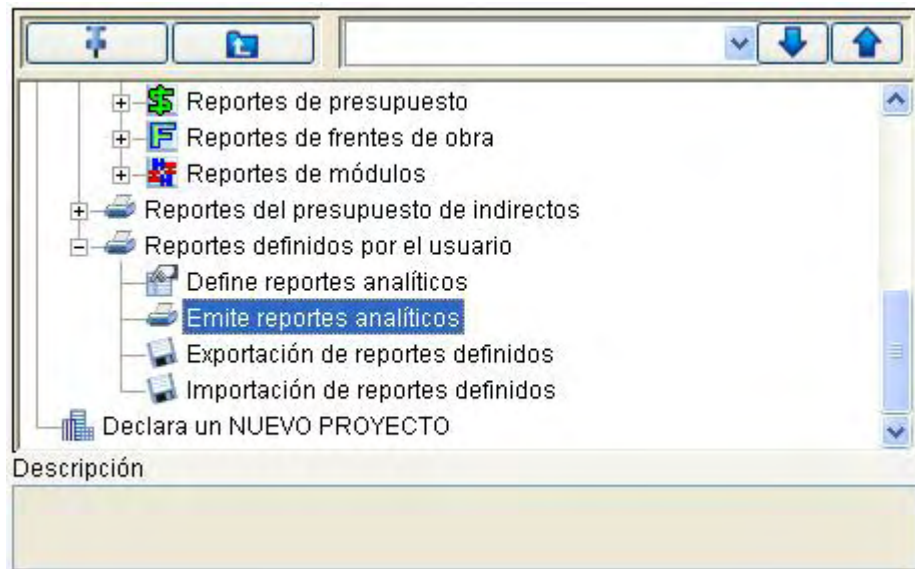 Reportes de presupuesto
Reportes de frentes de obra
Reportes de módulos
Reportes del presupuesto de indirectos
Reportes definidos por el usuario
Define reportes analíticos
Emite reportes analíticos
Exportación de reportes definidos
Importación de reportes definidos
Declara un NUEVO PROYECTO
Descripción